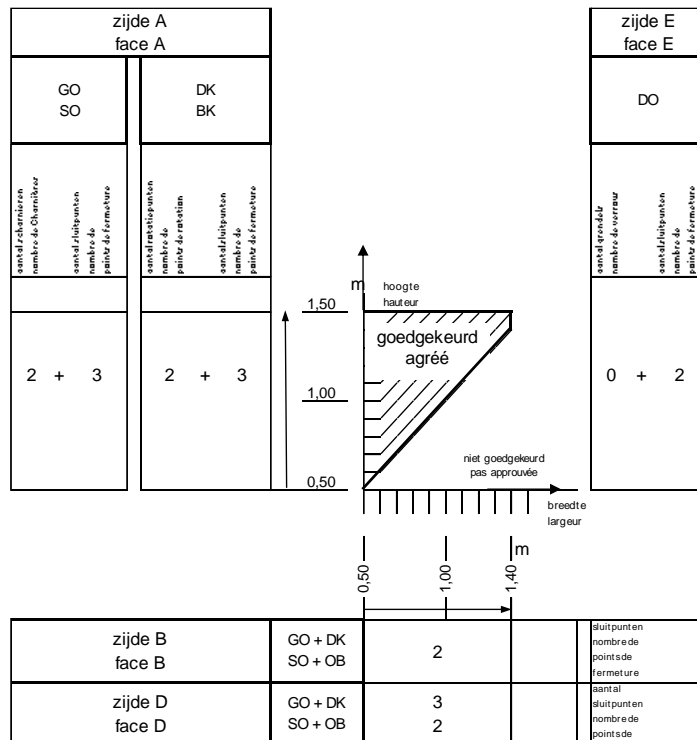 zijde A
face A
zijde E
face E
GO
SO
DK
BK
DO
aantal scharnieren
nombre de Charnières
aantal sluitpunten
nombre de
points de fermeture
aantal rotatiepunten
nombre de
points de rotation
aantal sluitpunten
nombre de
points de fermeture
aantal grendels
nombre de verrous
aantal sluitpunten
nombre de
points de fermeture
m
hoogte
hauteur
1,50
goedgekeurd
agréé
2 + 3
2 + 3
1,00
0 + 2
niet goedgekeurd
pas approuvée
0,50
breedte
largeur
m
0,50
1,00
1,40
zijde B
face B
GO + DK
SO + OB
2
sluitpunten
nombre de
points de
fermeture
zijde D
face D
GO + DK
SO + OB
3
2
aantal
sluitpunten
nombre de
points de